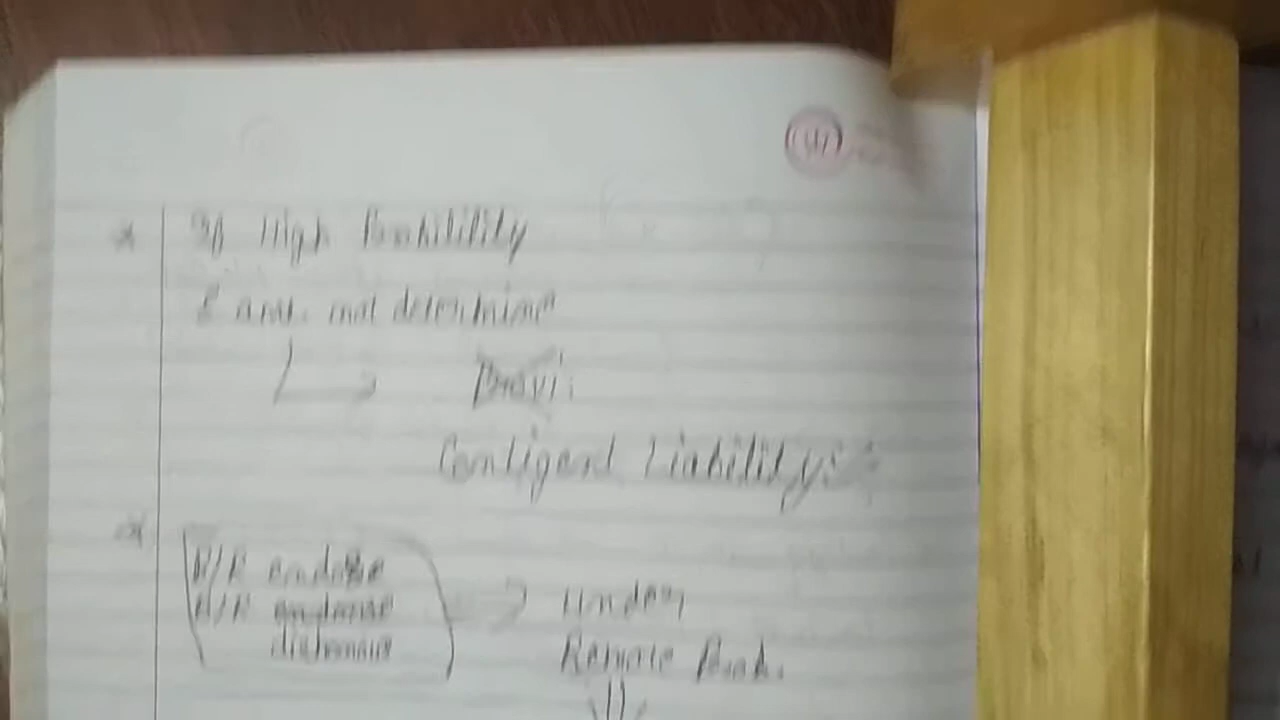 If High Probability
& amt. not determine
Provi.
Contigent Liability
B/R endorse
B/R endorse
dishonour
Under
Remote Prob.